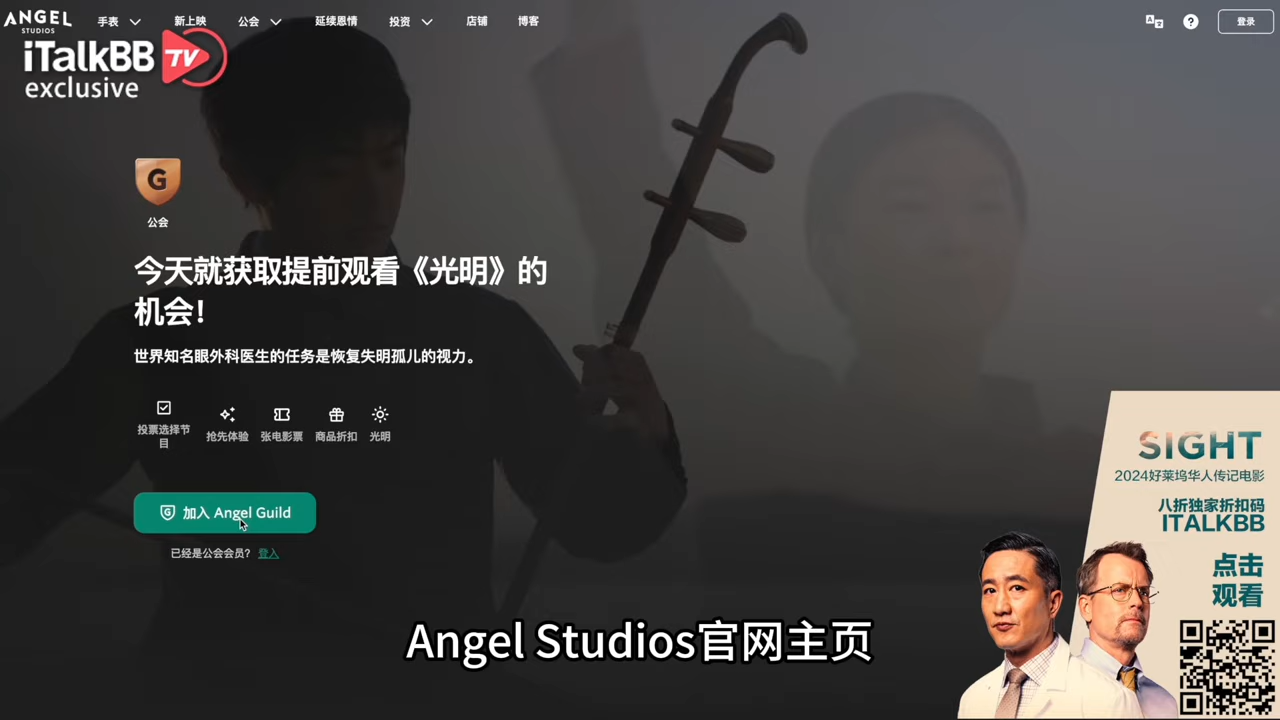 ANGEL
STUDIOS
手表
新上映
公会
延续恩情
投资
店铺
博客
登录
iTalkBB TV
exclusive
G
公会
今天就获取提前观看《光明》的
机会！
世界知名眼外科医生的任务是恢复失明孤儿的视力。
投票选择节
目
抢先体验
张电影票
商品折扣
光明
加入 Angel Guild
已经是公会会员？ 登入
SIGHT
2024好莱坞华人传记电影
八折独家折扣码
ITALKBB
点击
观看
Angel Studios官网主页